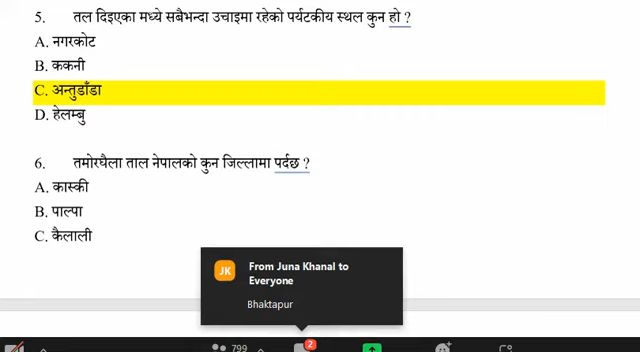 5. तल दिइएका मध्ये सबैभन्दा उचाइमा रहेको पर्यटकीय स्थल कुन हो ?
A. नगरकोट
B. ककनी
C. अन्तुडाँडा
D. हेलम्बु
6. तमोरघैला ताल नेपालको कुन जिल्लामा पर्दछ ?
A. कास्की
B. पाल्पा
C. कैलाली
JK
From Juna Khanal to
Everyone
Bhaktapur
799
2